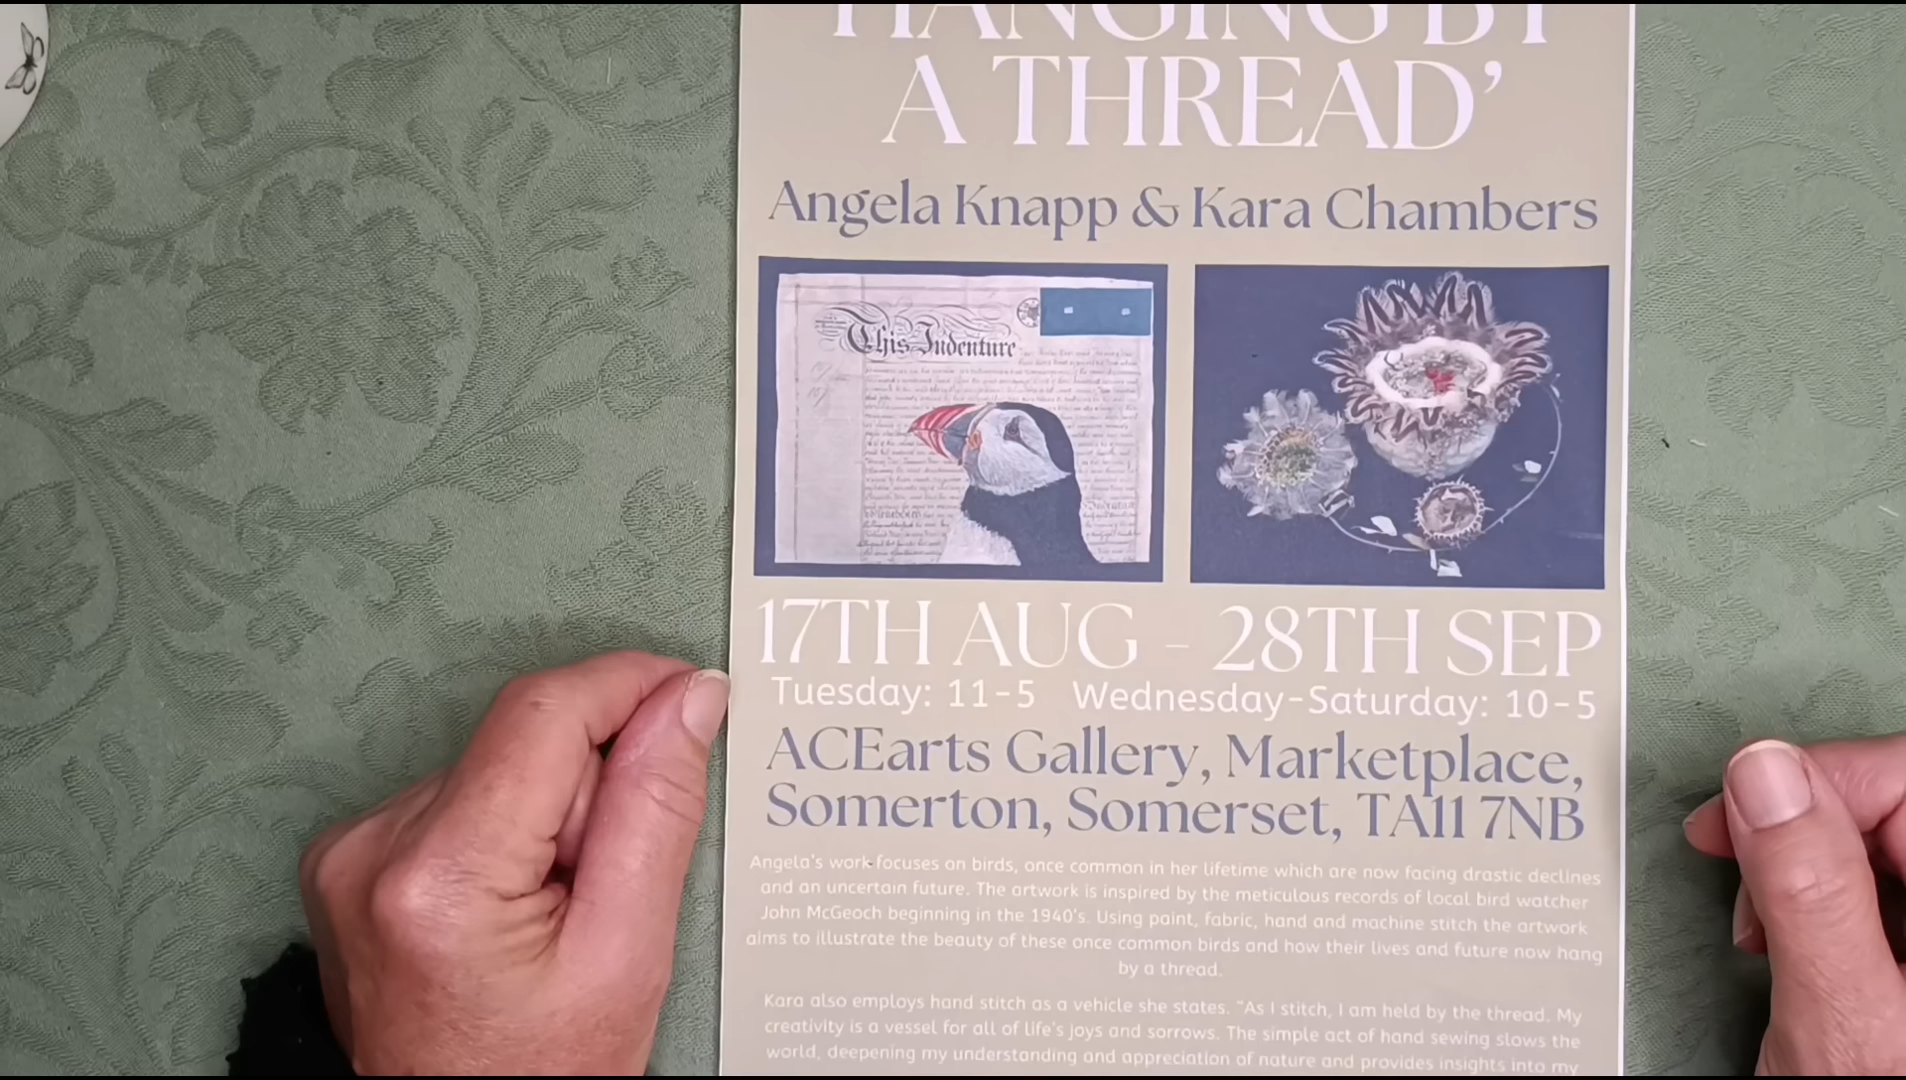 HANGING BY
A THREAD'
Angela Knapp & Kara Chambers
This Indenture
17TH AUG - 28TH SEP
Tuesday: 11-5 Wednesday-Saturday: 10-5
ACEarts Gallery, Marketplace,
Somerton, Somerset, TA11 7NB
Angela's work focuses on birds, once common in her lifetime which are now facing drastic declines
and an uncertain future. The artwork is inspired by the meticulous records of local bird watcher
John McGeoch beginning in the 1940's. Using paint, fabric, hand and machine stitch the artwork
aims to illustrate the beauty of these once common birds and how their lives and future now hang
by a thread.
Kara also employs hand stitch as a vehicle she states. "As I stitch, I am held by the thread. My
creativity is a vessel for all of life's joys and sorrows. The simple act of hand sewing slows the
world, deepening my understanding and appreciation of nature and provides insights into my